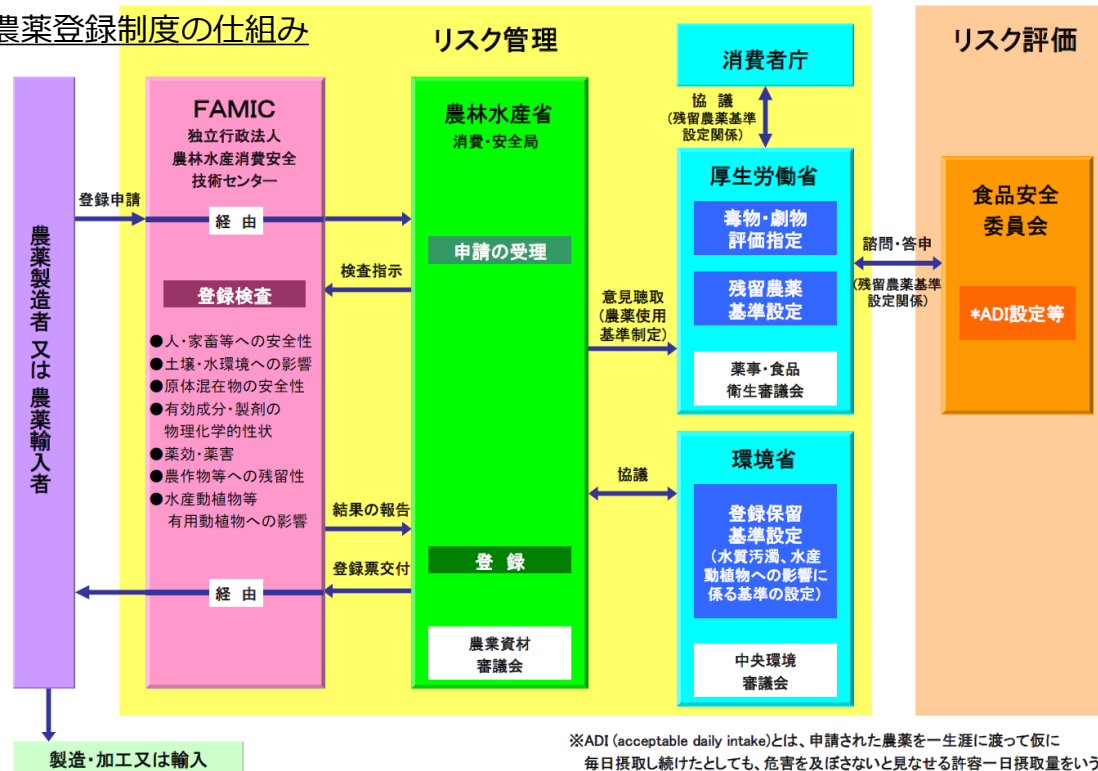 農薬登録制度の仕組み
リスク管理
リスク評価
農薬製造者 又は 農薬輸入者
登録申請
FAMIC
独立行政法人
農林水産消費安全
技術センター
経 由
登録検査
●人・家畜等への安全性
●土壌・水環境への影響
●原体混在物の安全性
●有効成分・製剤の
物理化学的性状
●薬効・薬害
●農作物等への残留性
●水産動植物等
有用動植物への影響
経 由
検査指示
結果の報告
登録票交付
農林水産省
消費・安全局
申請の受理
登 録
農業資材
審議会
意見聴取
(農薬使用
基準制定)
協議
消費者庁
協 議
(残留農薬基準
設定関係)
厚生労働省
毒物・劇物
評価指定
残留農薬
基準設定
薬事・食品
衛生審議会
環境省
登録保留
基準設定
(水質汚濁、水産
動植物への影響に
係る基準の設定)
中央環境
審議会
諮問・答申
(残留農薬基準
設定関係)
食品安全
委員会
*ADI設定等
製造・加工又は輸入
※ADI (acceptable daily intake)とは、申請された農薬を一生涯に渡って仮に
毎日摂取し続けたとしても、危害を及ぼさないと見なせる許容一日摂取量をいう